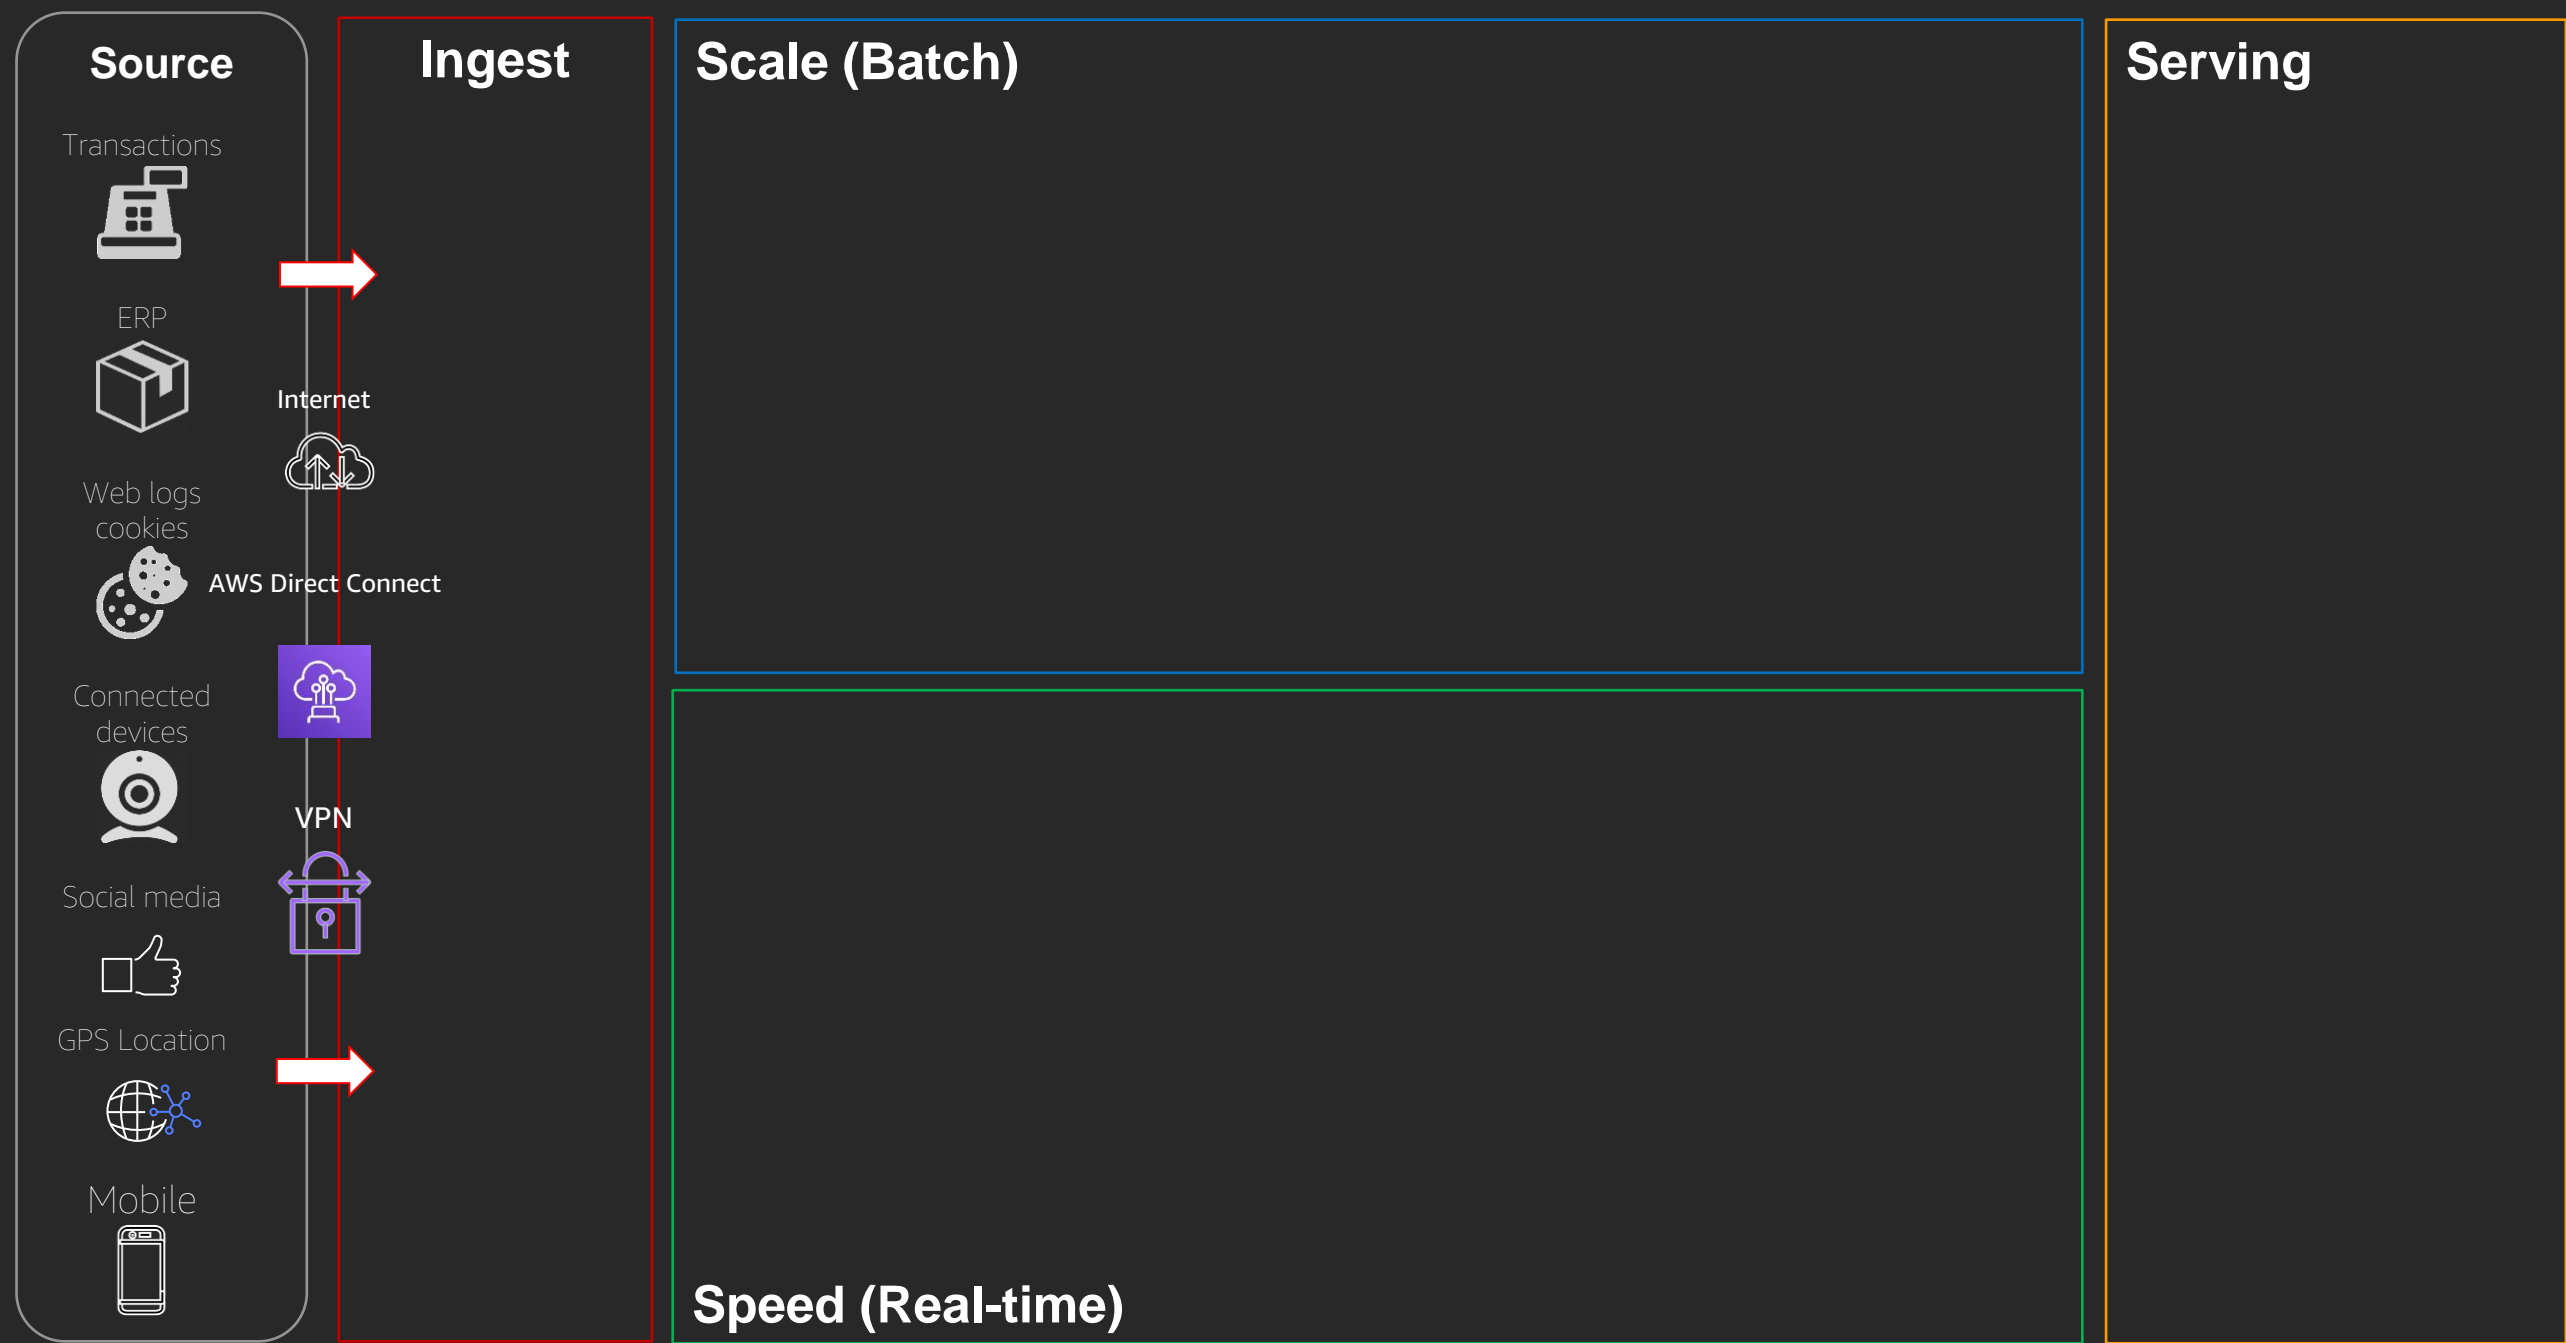 Source
Transactions
ERP
Web logs
cookies
Connected
devices
Social media
GPS Location
Mobile
Internet
AWS Direct Connect
VPN
Ingest
Scale (Batch)
Speed (Real-time)
Serving